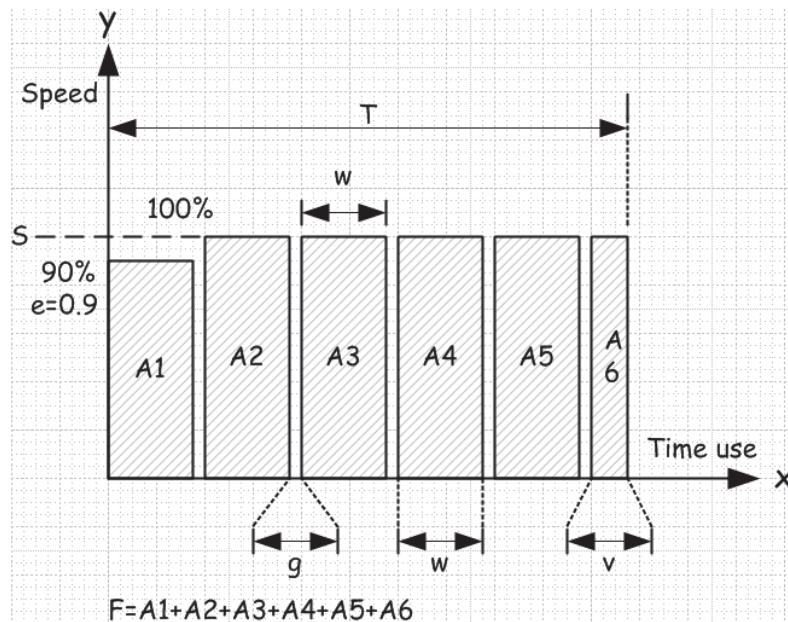 y
Speed
T
w
100%
S
90%
e=0.9
A1
A2
A3
A4
A5
A
6
Time use
x
g
w
v
F=A1+A2+A3+A4+A5+A6